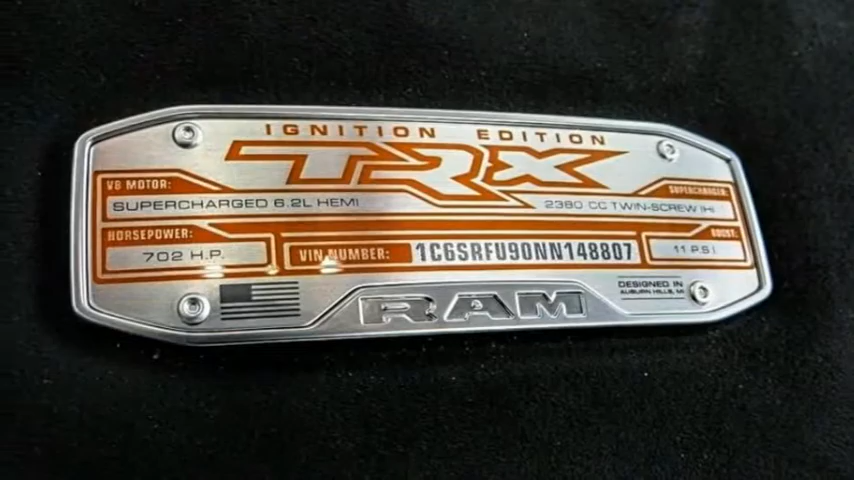 IGNITION EDITION
TRX
V8 MOTOR:
SUPERCHARGED 6.2L HEMI
SUPERCHARGER:
2380 CC TWIN-SCREW IHI
HORSEPOWER:
702 H.P.
VIN NUMBER: 1C6SRFU90NN148807
BOOST:
11 P.S.I.
RAM
DESIGNED IN
AUBURN HILLS, MI